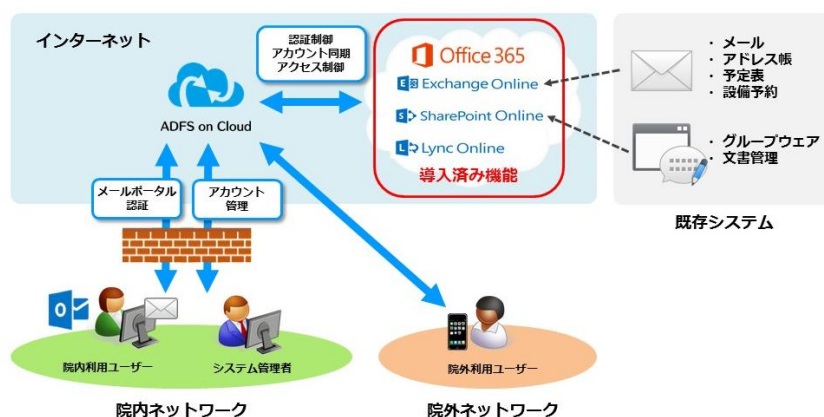 インターネット
認証制御
アカウント同期
アクセス制御
Office 365
Exchange Online
SharePoint Online
Lync Online
導入済み機能
ADFS on Cloud
・ メール
・ アドレス帳
・ 予定表
・ 設備予約
・ グループウェア
・ 文書管理
既存システム
メールポータル
認証
アカウント
管理
院内利用ユーザー
システム管理者
院外利用ユーザー
院内ネットワーク
院外ネットワーク